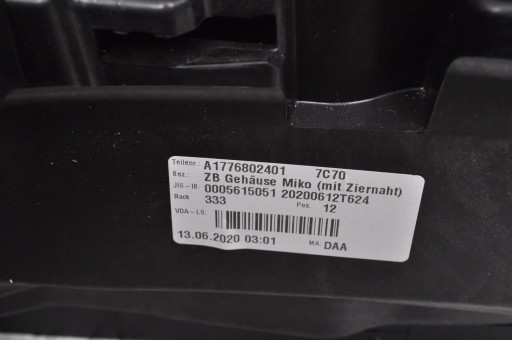 Teilenr: A1776802401 7C70
Bez.: ZB Gehäuse Miko (mit Ziernaht)
JIS-IB: 0005615051 20200612T624
Rack 333 Pos. 12
VDA-LS:
13.06.2020 03:01 MA: DAA